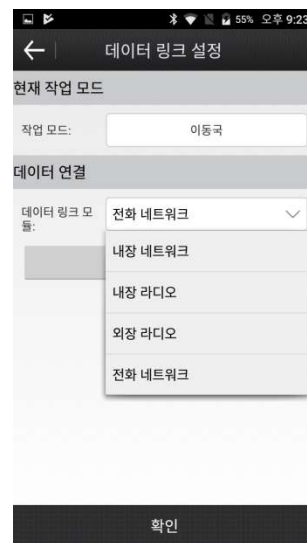 55% 오후 9:23
데이터 링크 설정
현재 작업 모드
작업 모드:
이동국
데이터 연결
데이터 링크 모
듈:
전화 네트워크
내장 네트워크
내장 라디오
외장 라디오
전화 네트워크
확인